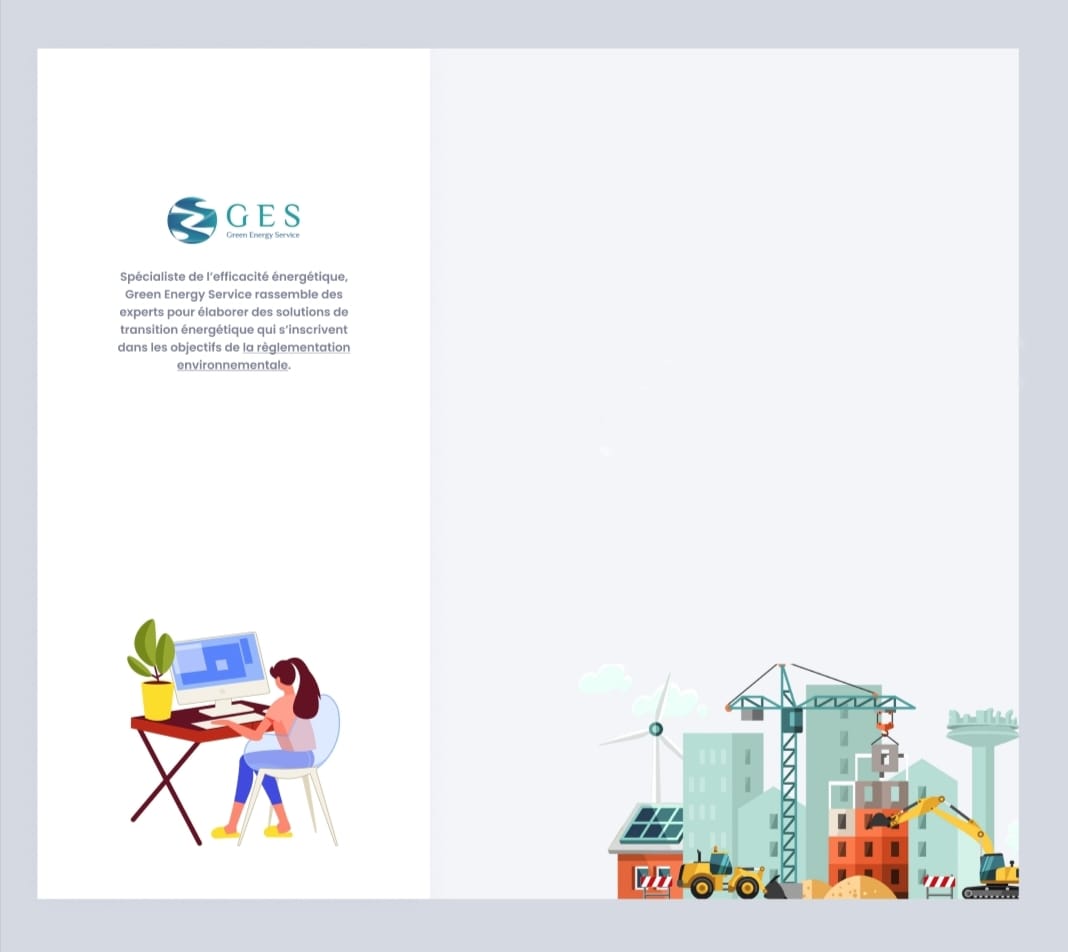 GES
Green Energy Service
Spécialiste de l'efficacité énergétique,
Green Energy Service rassemble des
experts pour élaborer des solutions de
transition énergétique qui s'inscrivent
dans les objectifs de la règlementation
environnementale.